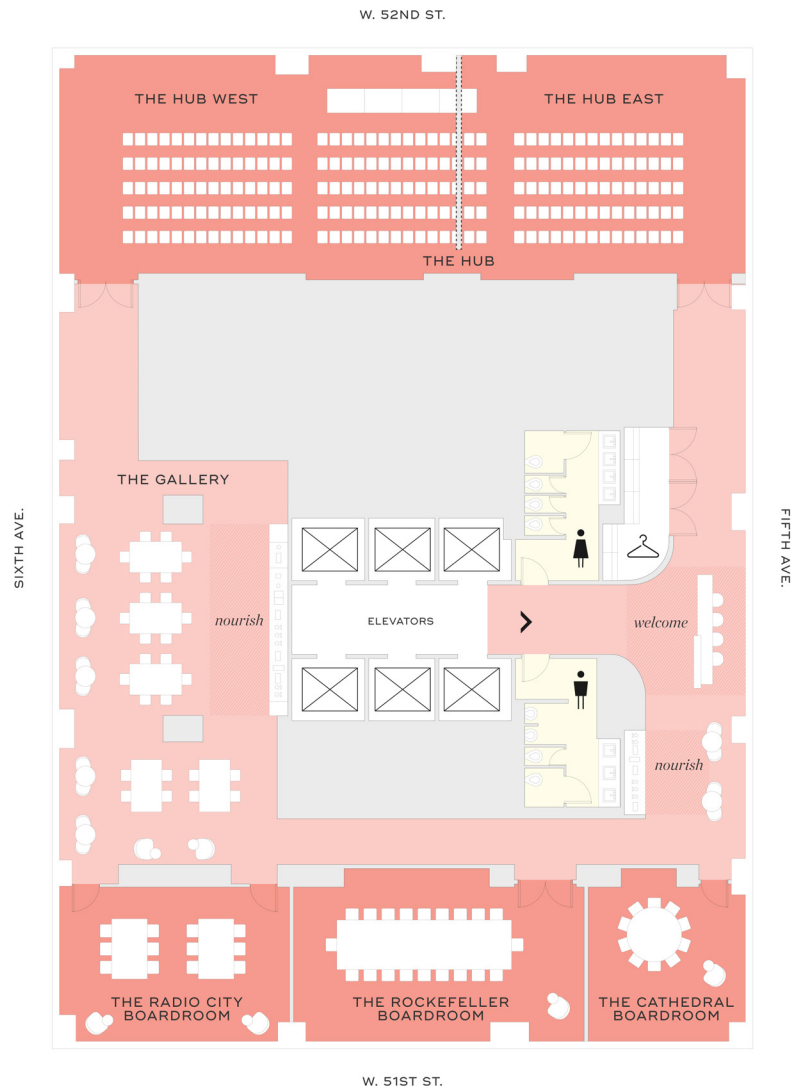 W. 52ND ST.
THE HUB WEST
THE HUB EAST
THE HUB
THE GALLERY
SIXTH AVE.
FIFTH AVE.
nourish
ELEVATORS
welcome
nourish
THE RADIO CITY
BOARDROOM
THE ROCKEFELLER
BOARDROOM
THE CATHEDRAL
BOARDROOM
W. 51ST ST.